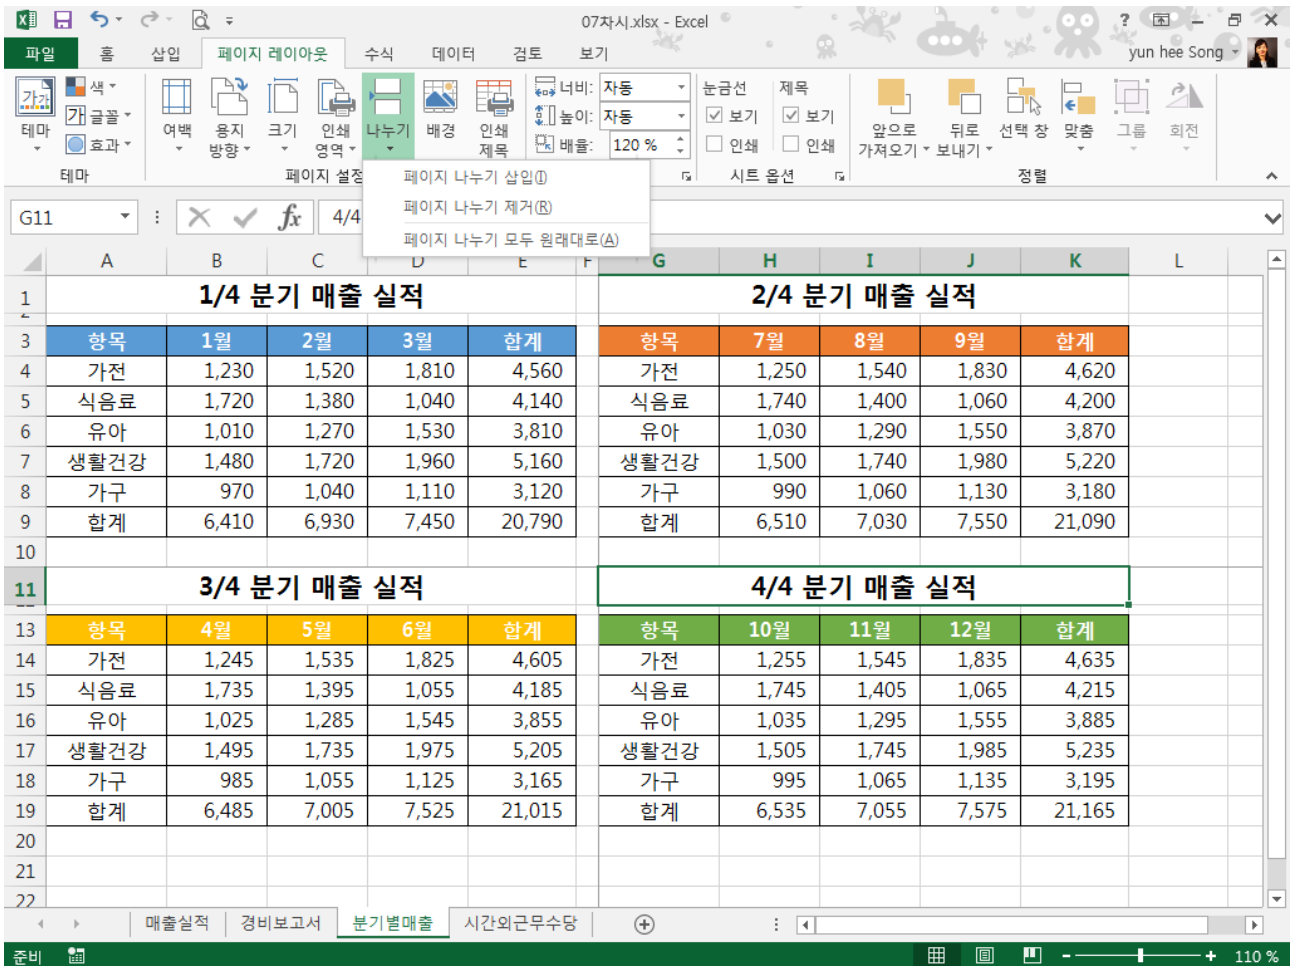 07차시.xlsx - Excel
파일 홈 삽입 페이지 레이아웃 수식 데이터 검토 보기 yun hee Song
가가 색 너비: 자동 눈금선 제목
가 글꼴 높이: 자동 보기 보기
테마 효과 여백 용지 방향 크기 인쇄 영역 나누기 배경 인쇄 제목 배율: 120 % 인쇄 인쇄 앞으로 가져오기 뒤로 보내기 선택 창 맞춤 그룹 회전
테마 페이지 설정 시트 옵션 정렬
페이지 나누기 삽입(I)
페이지 나누기 제거(R)
페이지 나누기 모두 원래대로(A)
G11 fx 4/4
A B C D E F G H I J K L
1 1/4 분기 매출 실적 2/4 분기 매출 실적
3 항목 1월 2월 3월 합계 항목 7월 8월 9월 합계
4 가전 1,230 1,520 1,810 4,560 가전 1,250 1,540 1,830 4,620
5 식음료 1,720 1,380 1,040 4,140 식음료 1,740 1,400 1,060 4,200
6 유아 1,010 1,270 1,530 3,810 유아 1,030 1,290 1,550 3,870
7 생활건강 1,480 1,720 1,960 5,160 생활건강 1,500 1,740 1,980 5,220
8 가구 970 1,040 1,110 3,120 가구 990 1,060 1,130 3,180
9 합계 6,410 6,930 7,450 20,790 합계 6,510 7,030 7,550 21,090
10
11 3/4 분기 매출 실적 4/4 분기 매출 실적
13 항목 4월 5월 6월 합계 항목 10월 11월 12월 합계
14 가전 1,245 1,535 1,825 4,605 가전 1,255 1,545 1,835 4,635
15 식음료 1,735 1,395 1,055 4,185 식음료 1,745 1,405 1,065 4,215
16 유아 1,025 1,285 1,545 3,855 유아 1,035 1,295 1,555 3,885
17 생활건강 1,495 1,735 1,975 5,205 생활건강 1,505 1,745 1,985 5,235
18 가구 985 1,055 1,125 3,165 가구 995 1,065 1,135 3,195
19 합계 6,485 7,005 7,525 21,015 합계 6,535 7,055 7,575 21,165
20
21
22
매출실적 경비보고서 분기별매출 시간외근무수당
준비 110 %